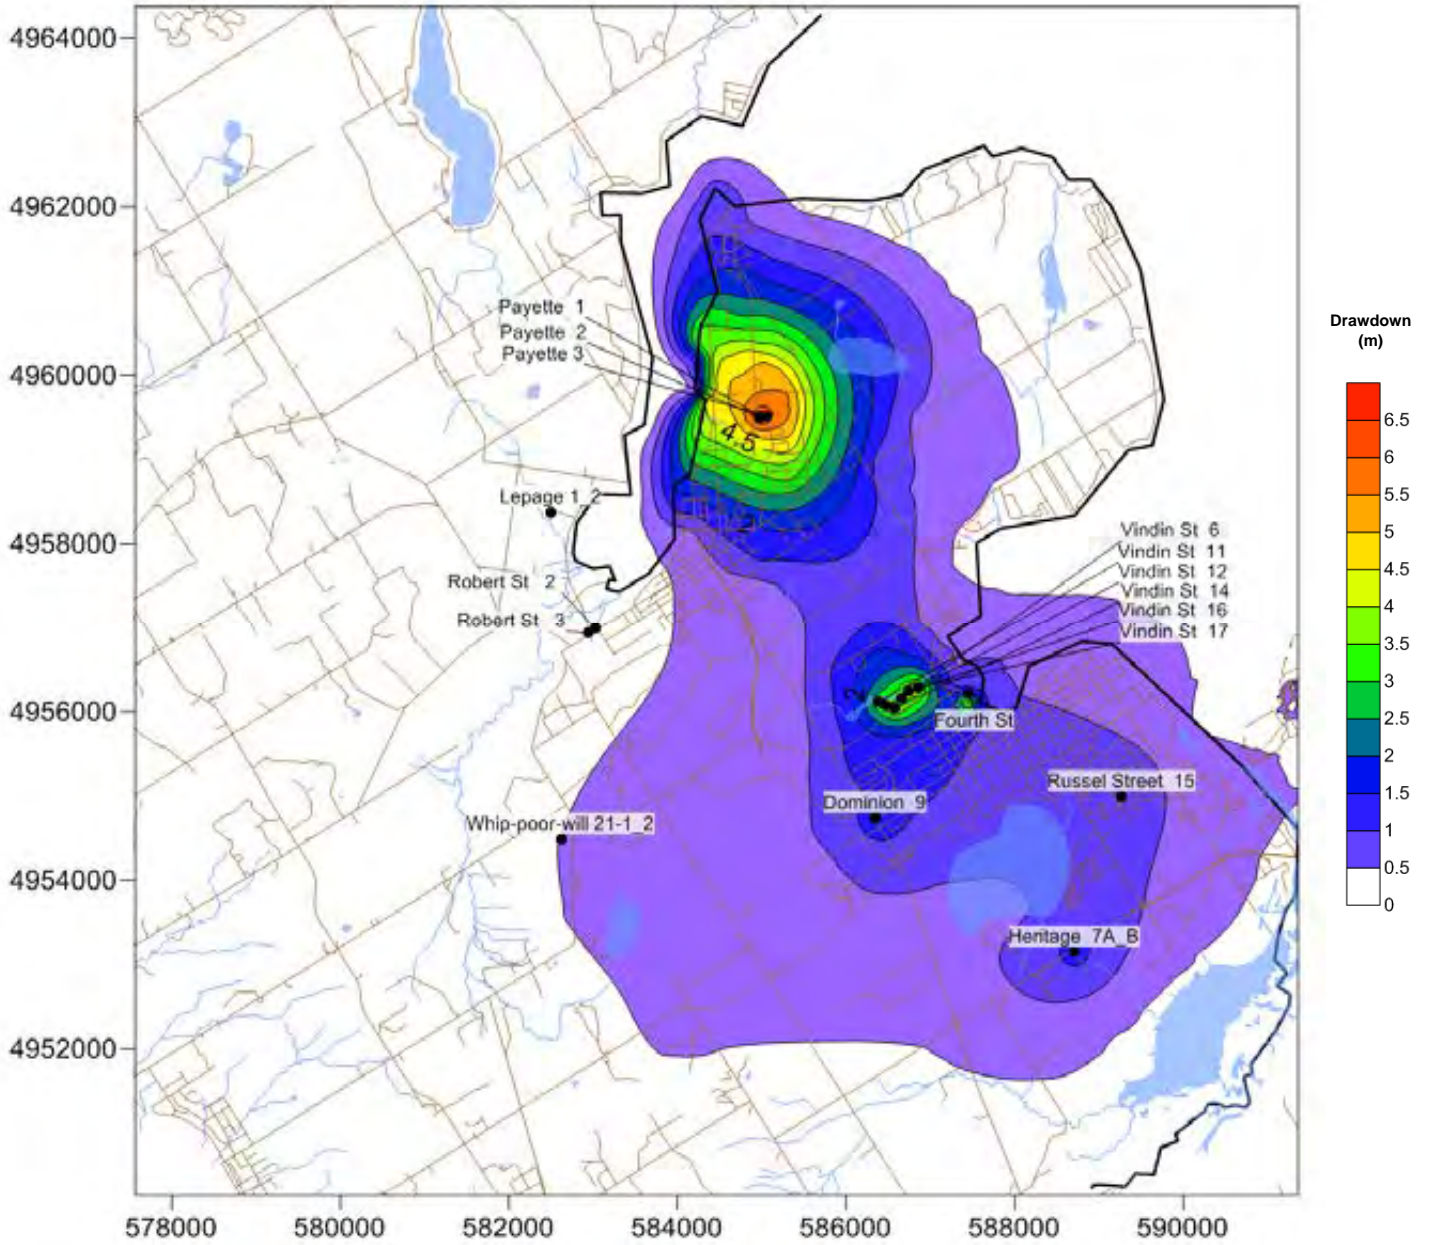 4964000
4962000
4960000
4958000
4956000
4954000
4952000
578000
580000
582000
584000
586000
588000
590000
Payette 1
Payette 2
Payette 3
4.5
Lepage 1_2
Robert St 2
Robert St 3
Vindin St 6
Vindin St 11
Vindin St 12
Vindin St 14
Vindin St 16
Vindin St 17
2
Fourth St
Russel Street 15
Dominion 9
Whip-poor-will 21-1_2
Heritage 7A_B
Drawdown
(m)
6.5
6
5.5
5
4.5
4
3.5
3
2.5
2
1.5
1
0.5
0